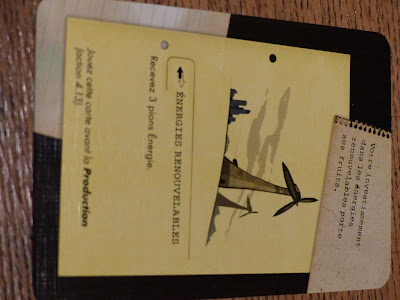 Votre investissement
dans les énergies
renouvelables porte
ses fruits.
ÉNERGIES RENOUVELABLES
Recevez 3 pions Énergie.
Jouez cette carte avant la Production
(action 4.13).